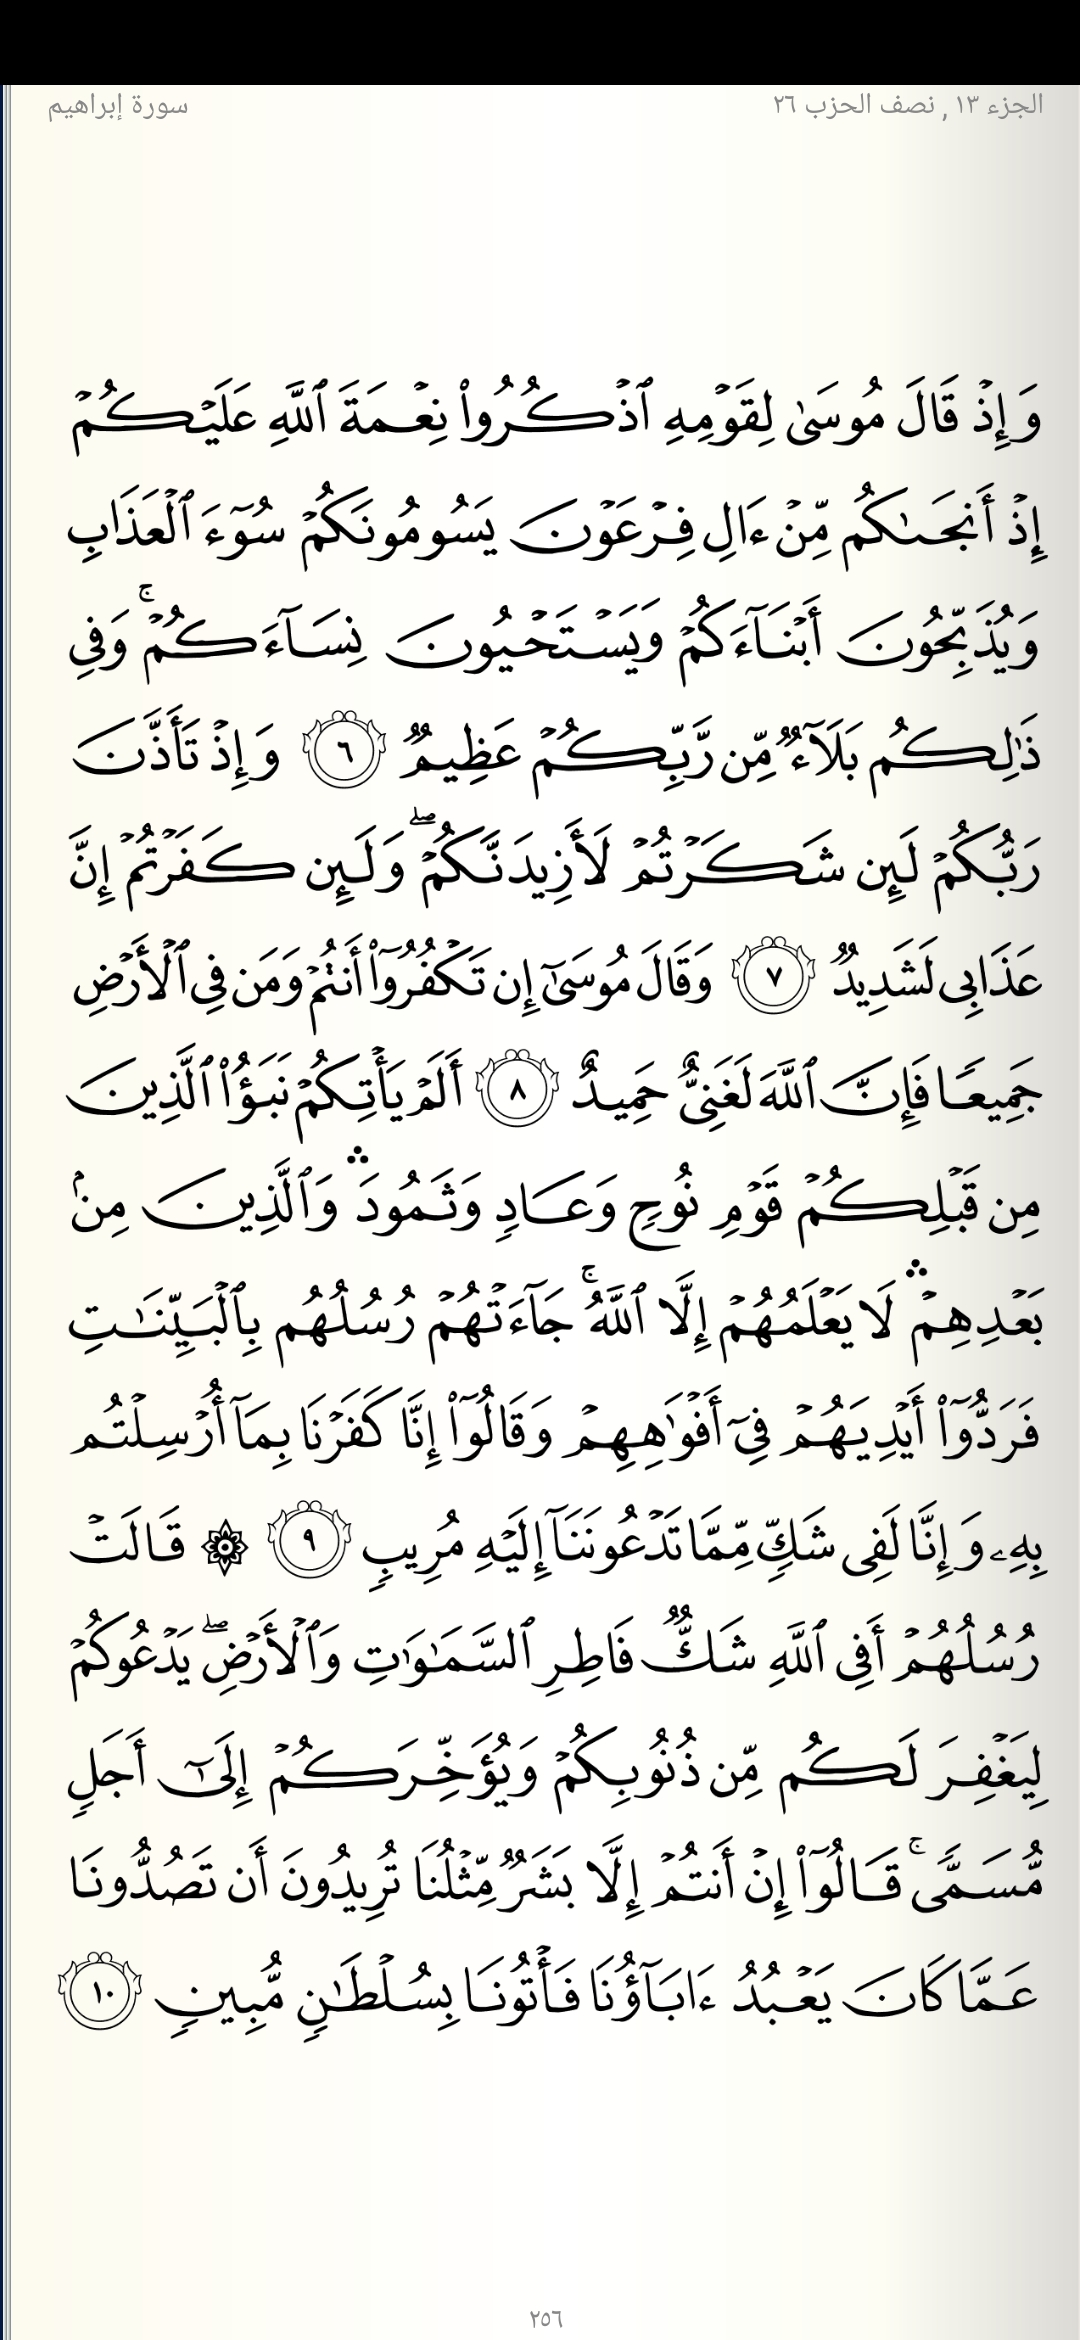 الجزء ١٣ , نصف الحزب ٢٦
سورة إبراهيم
وَإِذۡ قَالَ مُوسَىٰ لِقَوۡمِهِ ٱذۡكُرُواْ نِعۡمَةَ ٱللَّهِ عَلَيۡكُمۡ
إِذۡ أَنجَىٰكُم مِّنۡ ءَالِ فِرۡعَوۡنَ يَسُومُونَكُمۡ سُوٓءَ ٱلۡعَذَابِ
وَيُذَبِّحُونَ أَبۡنَآءَكُمۡ وَيَسۡتَحۡيُونَ نِسَآءَكُمۡۚ وَفِي
ذَٰلِكُم بَلَآءٞ مِّن رَّبِّكُمۡ عَظِيمٞ ٦ وَإِذۡ تَأَذَّنَ
رَبُّكُمۡ لَئِن شَكَرۡتُمۡ لَأَزِيدَنَّكُمۡۖ وَلَئِن كَفَرۡتُمۡ إِنَّ
عَذَابِي لَشَدِيدٞ ٧ وَقَالَ مُوسَىٰٓ إِن تَكۡفُرُوٓاْ أَنتُمۡ وَمَن فِي ٱلۡأَرۡضِ
جَمِيعٗا فَإِنَّ ٱللَّهَ لَغَنِيٌّ حَمِيدٌ ٨ أَلَمۡ يَأۡتِكُمۡ نَبَؤُاْ ٱلَّذِينَ
مِن قَبۡلِكُمۡ قَوۡمِ نُوحٖ وَعَادٖ وَثَمُودَۛ وَٱلَّذِينَ مِنۢ
بَعۡدِهِمۡۛ لَا يَعۡلَمُهُمۡ إِلَّا ٱللَّهُۚ جَآءَتۡهُمۡ رُسُلُهُم بِٱلۡبَيِّنَٰتِ
فَرَدُّوٓاْ أَيۡدِيَهُمۡ فِيٓ أَفۡوَٰهِهِمۡ وَقَالُوٓاْ إِنَّا كَفَرۡنَا بِمَآ أُرۡسِلۡتُم
بِهِۦ وَإِنَّا لَفِي شَكّٖ مِّمَّا تَدۡعُونَنَآ إِلَيۡهِ مُرِيبٖ ٩ ۞ قَالَتۡ
رُسُلُهُمۡ أَفِي ٱللَّهِ شَكّٞ فَاطِرِ ٱلسَّمَٰوَٰتِ وَٱلۡأَرۡضِۖ يَدۡعُوكُمۡ
لِيَغۡفِرَ لَكُم مِّن ذُنُوبِكُمۡ وَيُؤَخِّرَكُمۡ إِلَىٰٓ أَجَلٖ
مُّسَمّٗىۚ قَالُوٓاْ إِنۡ أَنتُمۡ إِلَّا بَشَرٞ مِّثۡلُنَا تُرِيدُونَ أَن تَصُدُّونَا
عَمَّا كَانَ يَعۡبُدُ ءَابَآؤُنَا فَأۡتُونَا بِسُلۡطَٰنٖ مُّبِينٖ ١٠
٢٥٦